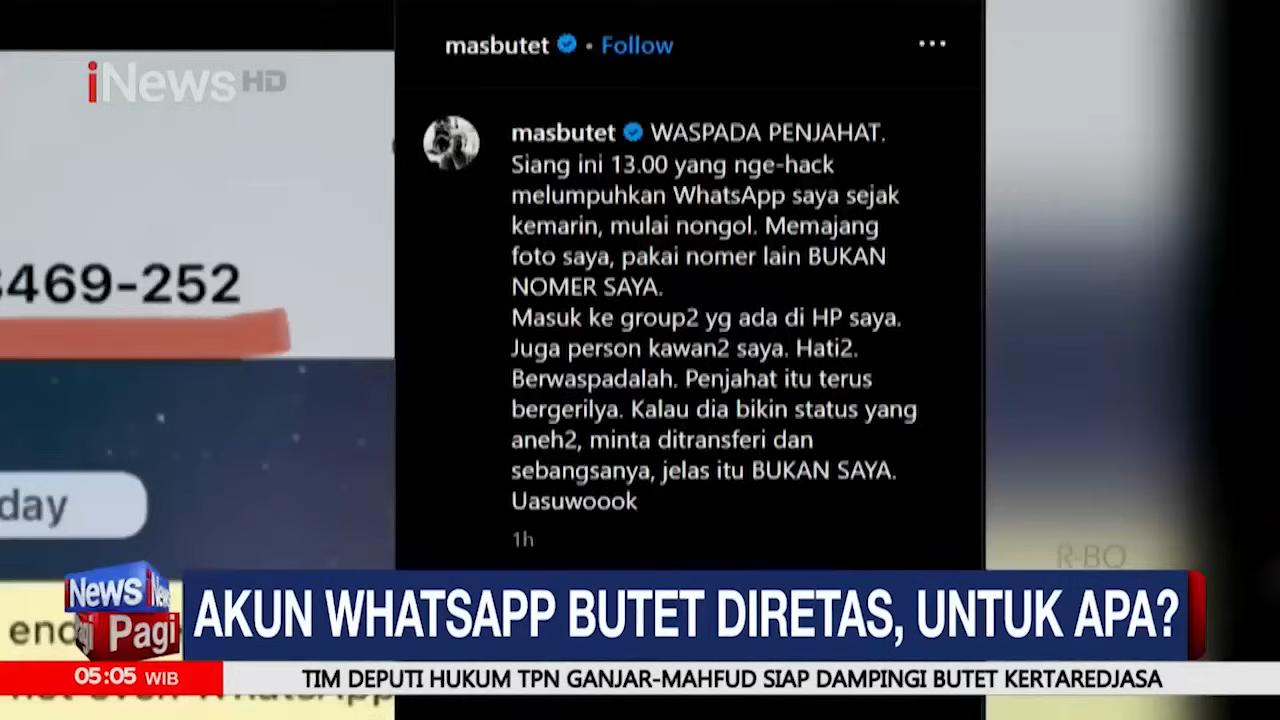 masbutet • Follow
iNews HD
masbutet WASPADA PENJAHAT.
Siang ini 13.00 yang nge-hack
melumpuhkan WhatsApp saya sejak
kemarin, mulai nongol. Memajang
foto saya, pakai nomer lain BUKAN
NOMER SAYA.
Masuk ke group2 yg ada di HP saya.
Juga person kawan2 saya. Hati2.
Berwaspadalah. Penjahat itu terus
bergerilya. Kalau dia bikin status yang
aneh2, minta ditransferi dan
sebangsanya, jelas itu BUKAN SAYA.
Uasuwoook
1h
469-252
day
R-BO
iNews
Pagi
AKUN WHATSAPP BUTET DIRETAS, UNTUK APA?
05:05 WIB
TIM DEPUTI HUKUM TPN GANJAR-MAHFUD SIAP DAMPINGI BUTET KERTAREDJASA